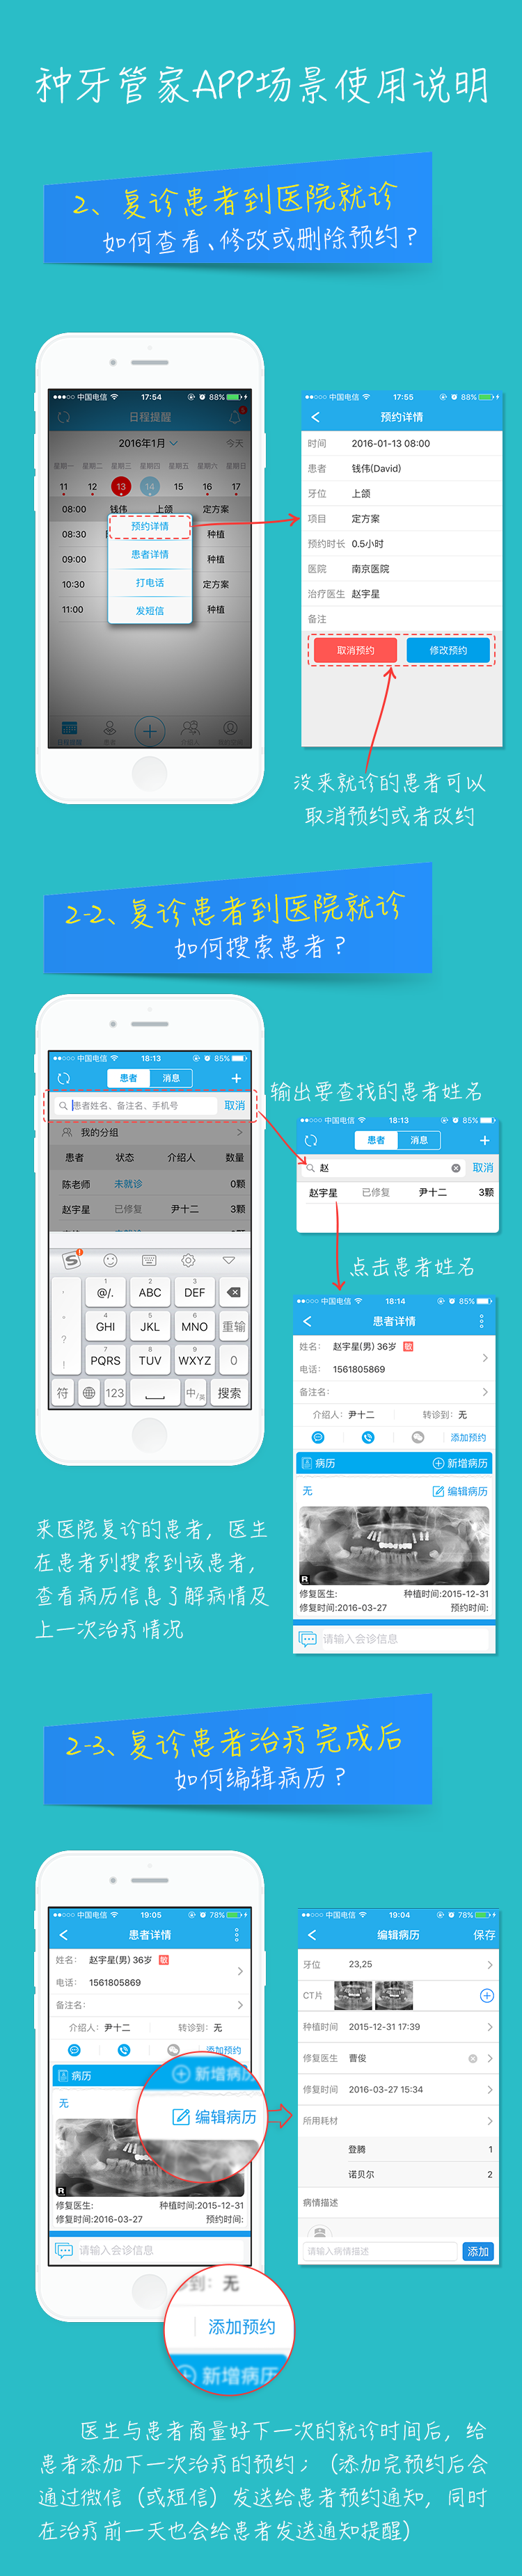 种牙管家APP场景使用说明
2、复诊患者到医院就诊
如何查看、修改或删除预约？
中国电信 17:54 88%
日程提醒
5
2016年1月 今天
星期一 星期二 星期三 星期四 星期五 星期六 星期日
11 12 13 14 15 16 17
08:00 钱伟 上颌 定方案
08:30 种植
09:00 种植
10:30 定方案
11:00 种植
预约详情
患者详情
打电话
发短信
日程提醒 患者 介绍人
中国电信 17:55 88%
预约详情
时间 2016-01-13 08:00
患者 钱伟(David)
牙位 上颌
项目 定方案
预约时长 0.5小时
医院 南京医院
治疗医生 赵宇星
备注
取消预约 修改预约
没来就诊的患者可以
取消预约或者改约
2-2、复诊患者到医院就诊
如何搜索患者？
中国电信 18:13 85%
患者 消息 +
患者姓名、备注名、手机号 取消
我的分组
患者 状态 介绍人 数量
陈老师 未就诊 0颗
赵宇星 已修复 尹十二 3颗
1 2 3
@/. ABC DEF
4 5 6
GHI JKL MNO 重输
7 8 9
PQRS TUV WXYZ 0
符 123 中/英 搜索
输出要查找的患者姓名
中国电信 18:13 85%
患者 消息 +
赵 取消
赵宇星 已修复 尹十二 3颗
点击患者姓名
中国电信 18:14 85%
患者详情
姓名： 赵宇星(男) 36岁 敏
电话： 1561805869
备注名：
介绍人：尹十二 转诊到：无
添加预约
病历 新增病历
无 编辑病历
R
修复医生: 种植时间:2015-12-31
修复时间:2016-03-27 预约时间:
请输入会诊信息
来医院复诊的患者，医生
在患者列搜索到该患者，
查看病历信息了解病情及
上一次治疗情况
2-3、复诊患者治疗完成后
如何编辑病历？
中国电信 19:05 78%
患者详情
姓名： 赵宇星(男) 36岁 敏
电话： 1561805869
备注名：
介绍人：尹十二 转诊到：无
添加预约
病历 新增病历
无 编辑病历
R
修复医生: 种植时间:2015-12-31
修复时间:2016-03-27 预约时间:
请输入会诊信息
诊到：无
添加预约
新增病历
中国电信 19:04 78%
编辑病历 保存
牙位 23,25
CT片
种植时间 2015-12-31 17:39
修复医生 曹俊
修复时间 2016-03-27 15:34
所用耗材
登腾 1
诺贝尔 2
病情描述
请输入病情描述 添加
医生与患者商量好下一次的就诊时间后，给
患者添加下一次治疗的预约；（添加完预约后会
通过微信（或短信）发送给患者预约通知，同时
在治疗前一天也会给患者发送通知提醒）